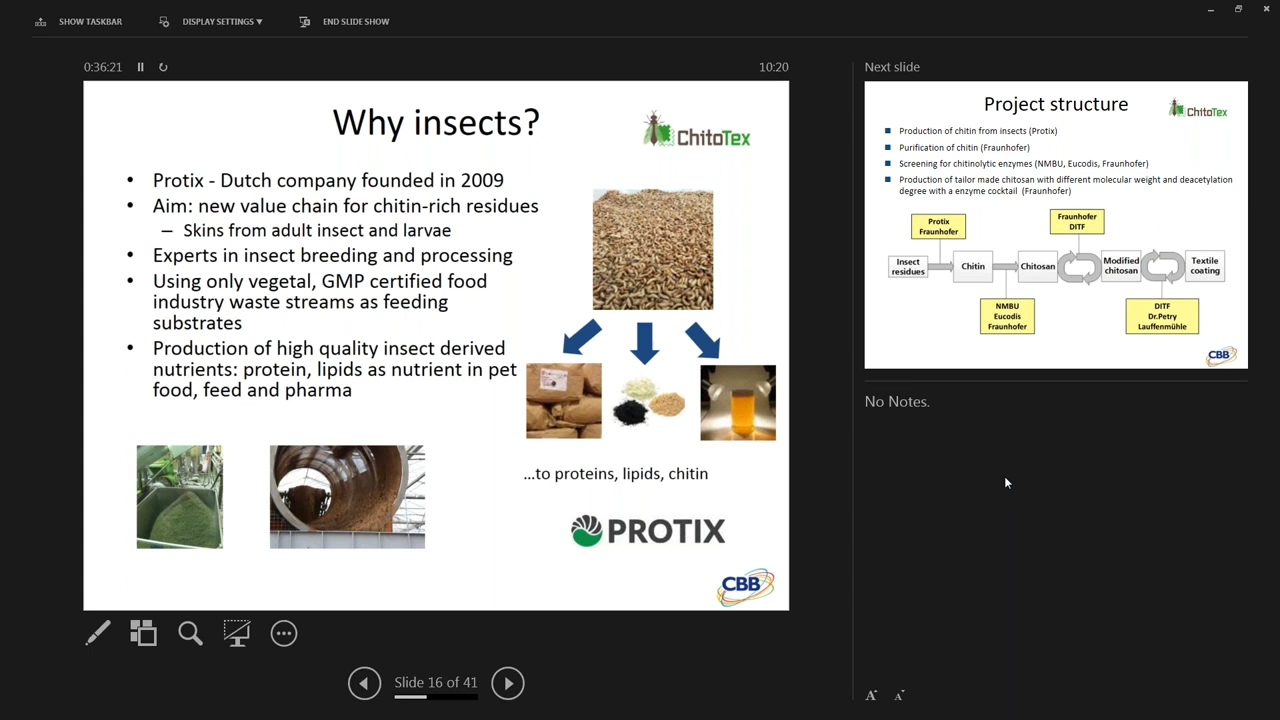 SHOW TASKBAR
DISPLAY SETTINGS ▼
END SLIDE SHOW
0:36:21
10:20
Why insects?
ChitoTex
• Protix - Dutch company founded in 2009
• Aim: new value chain for chitin-rich residues
– Skins from adult insect and larvae
• Experts in insect breeding and processing
• Using only vegetal, GMP certified food
industry waste streams as feeding
substrates
• Production of high quality insect derived
nutrients: protein, lipids as nutrient in pet
food, feed and pharma
...to proteins, lipids, chitin
PROTIX
CBB
Slide 16 of 41
Next slide
Project structure
ChitoTex
Production of chitin from insects (Protix)
Purification of chitin (Fraunhofer)
Screening for chitinolytic enzymes (NMBU, Eucodis, Fraunhofer)
Production of tailor made chitosan with different molecular weight and deacetylation
degree with a enzyme cocktail (Fraunhofer)
Protix
Fraunhofer
Fraunhofer
DITF
Insect
residues
Chitin
Chitosan
Modified
chitosan
Textile
coating
NMBU
Eucodis
Fraunhofer
DITF
Dr.Petry
Lauffenmühle
CBB
No Notes.
A A